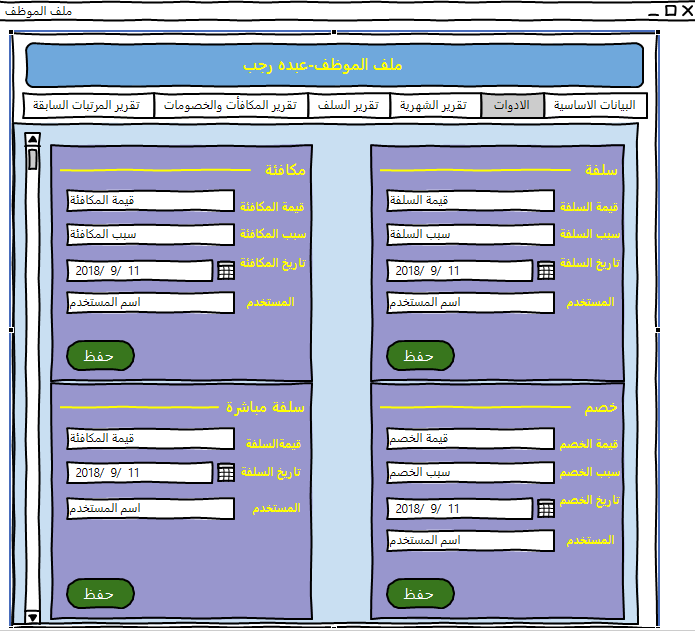 ملف الموظف
ملف الموظف-عبده رجب
البيانات الاساسية
الادوات
تقرير الشهرية
تقرير السلف
تقرير المكافأت والخصومات
تقرير المرتبات السابقة
سلفة
قيمة السلفة قيمة السلفة
سبب السلفة سبب السلفة
تاريخ السلفة 2018/ 9/ 11
المستخدم اسم المستخدم
حفظ
مكافئة
قيمة المكافئة قيمة المكافئة
سبب المكافئة سبب المكافئة
تاريخ المكافئة 2018/ 9/ 11
المستخدم اسم المستخدم
حفظ
خصم
قيمة الخصم قيمة الخصم
سبب الخصم سبب الخصم
تاريخ الخصم 2018/ 9/ 11
المستخدم اسم المستخدم
حفظ
سلفة مباشرة
قيمةالسلفة قيمة المكافئة
تاريخ السلفة 2018/ 9/ 11
المستخدم اسم المستخدم
حفظ